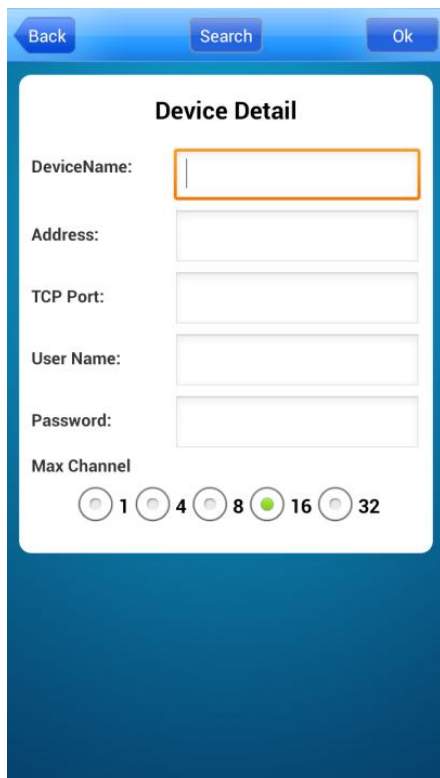 Back Search Ok
Device Detail
DeviceName:
Address:
TCP Port:
User Name:
Password:
Max Channel
1 4 8 16 32